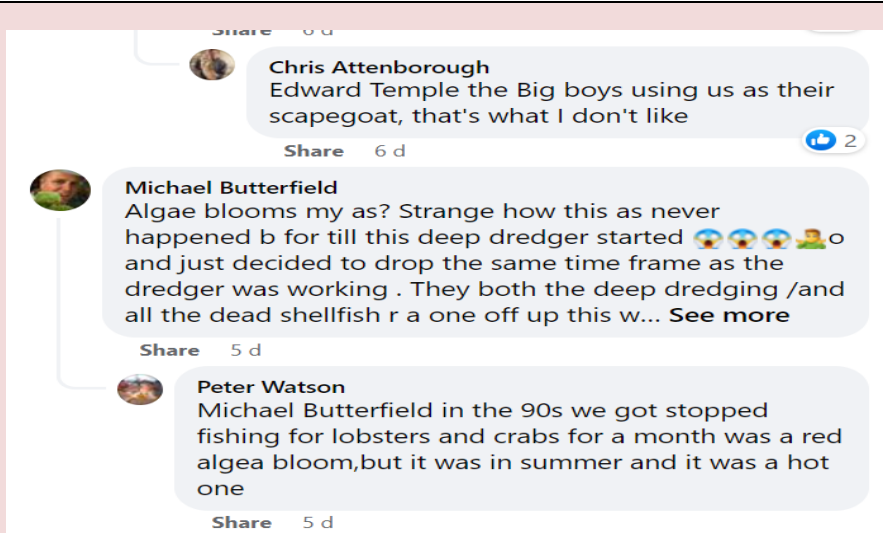 Share 6 d
Chris Attenborough
Edward Temple the Big boys using us as their
scapegoat, that's what I don't like
2
Share 6 d
Michael Butterfield
Algae blooms my as? Strange how this as never
happened b for till this deep dredger started 😱😱😱🤷o
and just decided to drop the same time frame as the
dredger was working . They both the deep dredging /and
all the dead shellfish r a one off up this w... See more
Share 5 d
Peter Watson
Michael Butterfield in the 90s we got stopped
fishing for lobsters and crabs for a month was a red
algea bloom,but it was in summer and it was a hot
one
Share 5 d